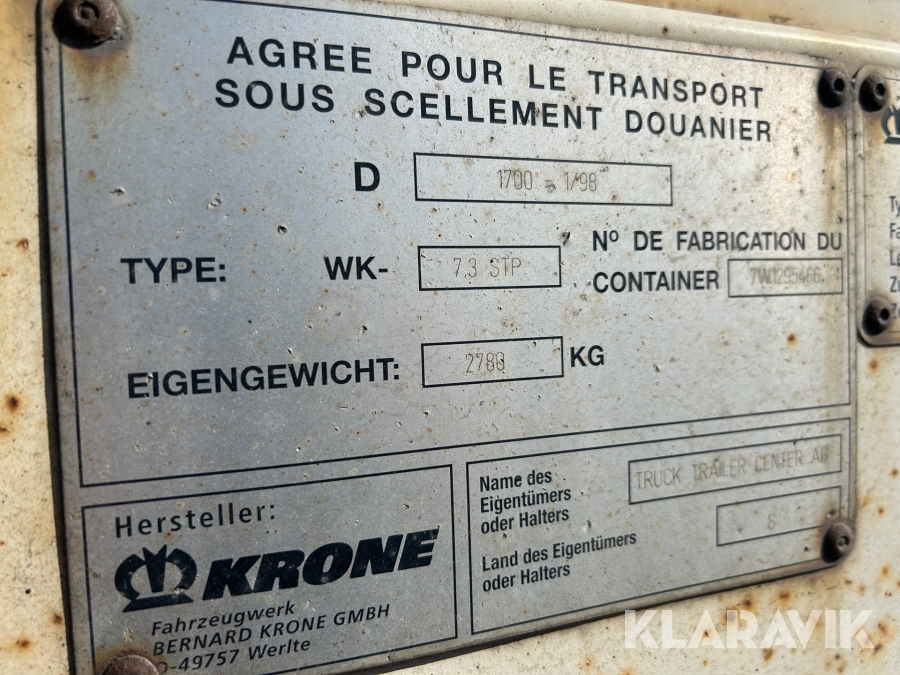 AGREE POUR LE TRANSPORT
SOUS SCELLEMENT DOUANIER
D 1700 - 1/98
TYPE: WK- 7.3 STP
Nº DE FABRICATION DU
CONTAINER 7W1295466
EIGENGEWICHT: 2780 KG
Hersteller:
KRONE
Fahrzeugwerk
BERNARD KRONE GMBH
D-49757 Werlte
Name des
Eigentümers
oder Halters
TRUCK TRAILER CENTER AB
Land des Eigentümers
oder Halters
S
KLARAVIK